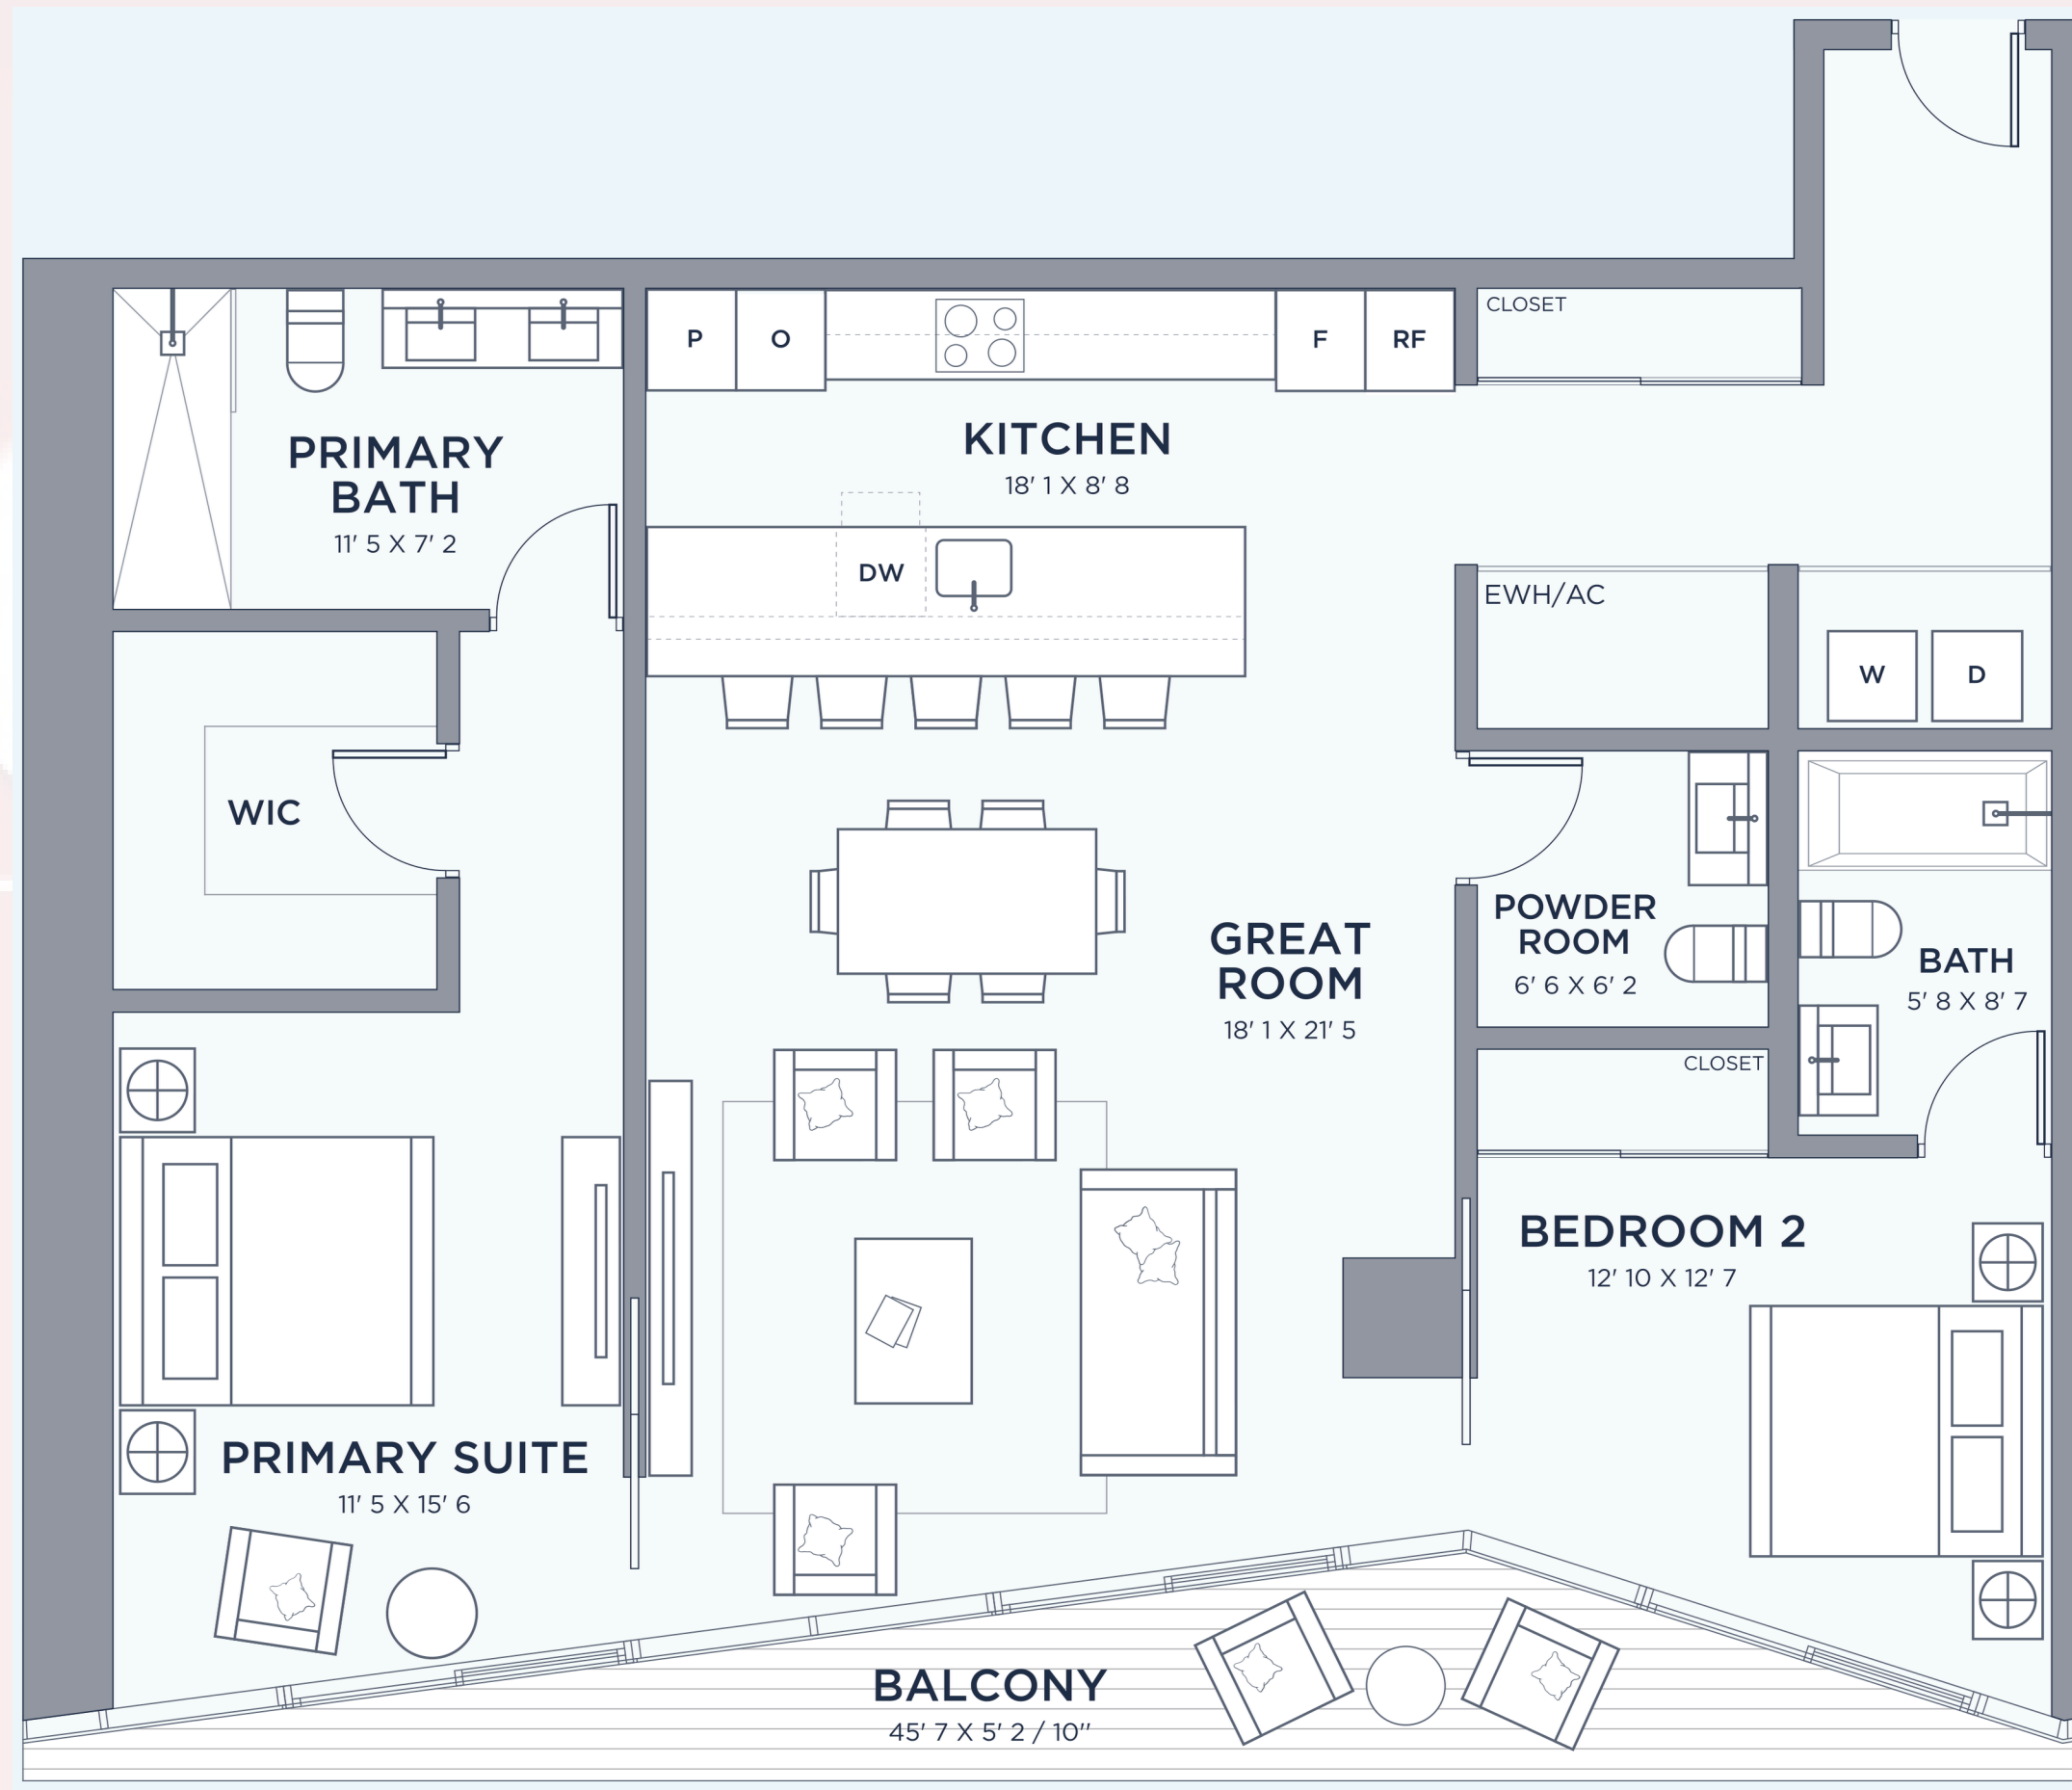 CLOSET
P
O
F
RF
KITCHEN
18' 1 X 8' 8
PRIMARY
BATH
11' 5 X 7' 2
DW
EWH/AC
W
D
WIC
POWDER
ROOM
6' 6 X 6' 2
BATH
5' 8 X 8' 7
GREAT
ROOM
18' 1 X 21' 5
CLOSET
BEDROOM 2
12' 10 X 12' 7
PRIMARY SUITE
11' 5 X 15' 6
BALCONY
45' 7 X 5' 2 / 10"